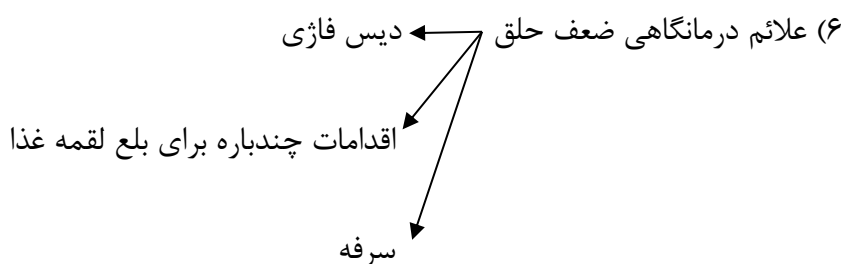 ۶) علائم درمانگاهی ضعف حلق دیس فاژی
اقدامات چندباره برای بلع لقمه غذا
سرفه